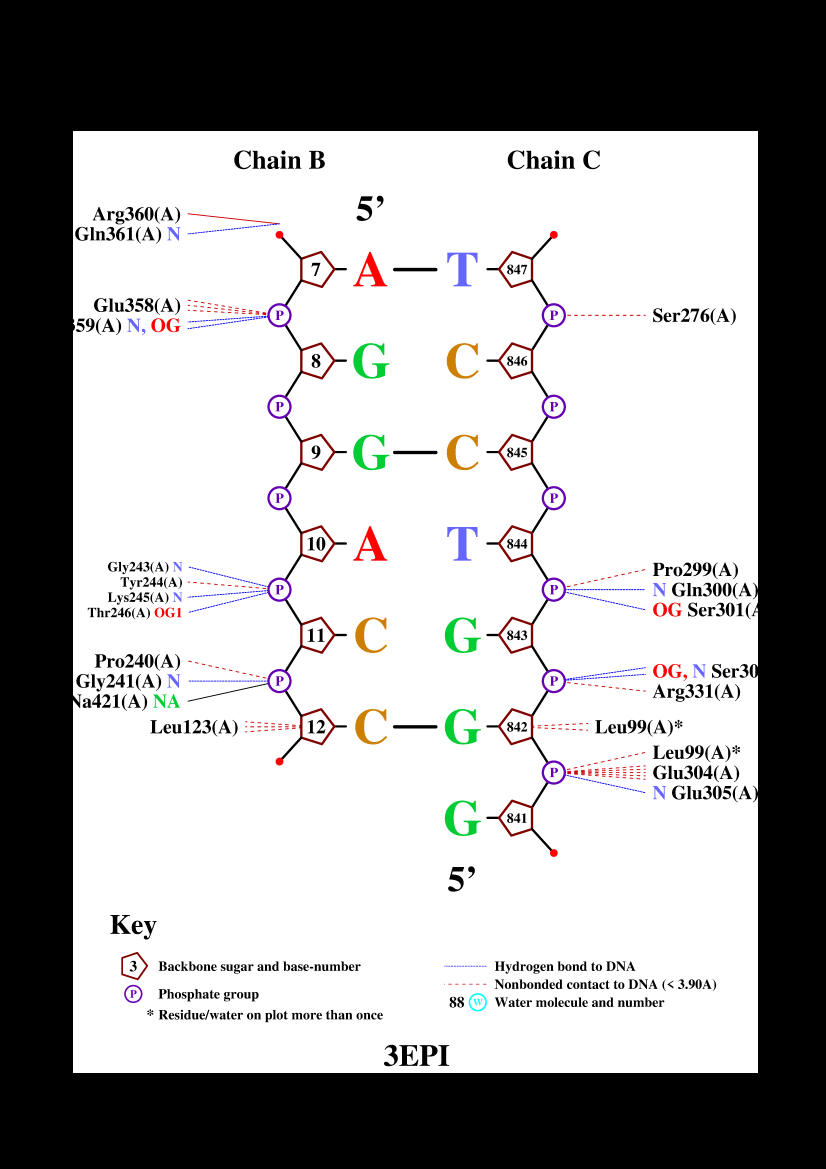 Chain B Chain C
5’
Arg360(A)
Gln361(A) N
7 A T 847
Glu358(A)
359(A) N, OG
P P Ser276(A)
8 G C 846
P P
9 G C 845
P P
10 A T 844
Gly243(A) N
Tyr244(A)
Lys245(A) N
Thr246(A) OG1
P P
Pro299(A)
N Gln300(A)
OG Ser301(A
11 C G 843
Pro240(A)
Gly241(A) N
Na421(A) NA
P P
OG, N Ser30
Arg331(A)
Leu123(A) 12 C G 842 Leu99(A)*
Leu99(A)*
P Glu304(A)
N Glu305(A)
G 841
5’
Key
3 Backbone sugar and base-number
P Phosphate group
* Residue/water on plot more than once
Hydrogen bond to DNA
Nonbonded contact to DNA (< 3.90A)
88 W Water molecule and number
3EPI